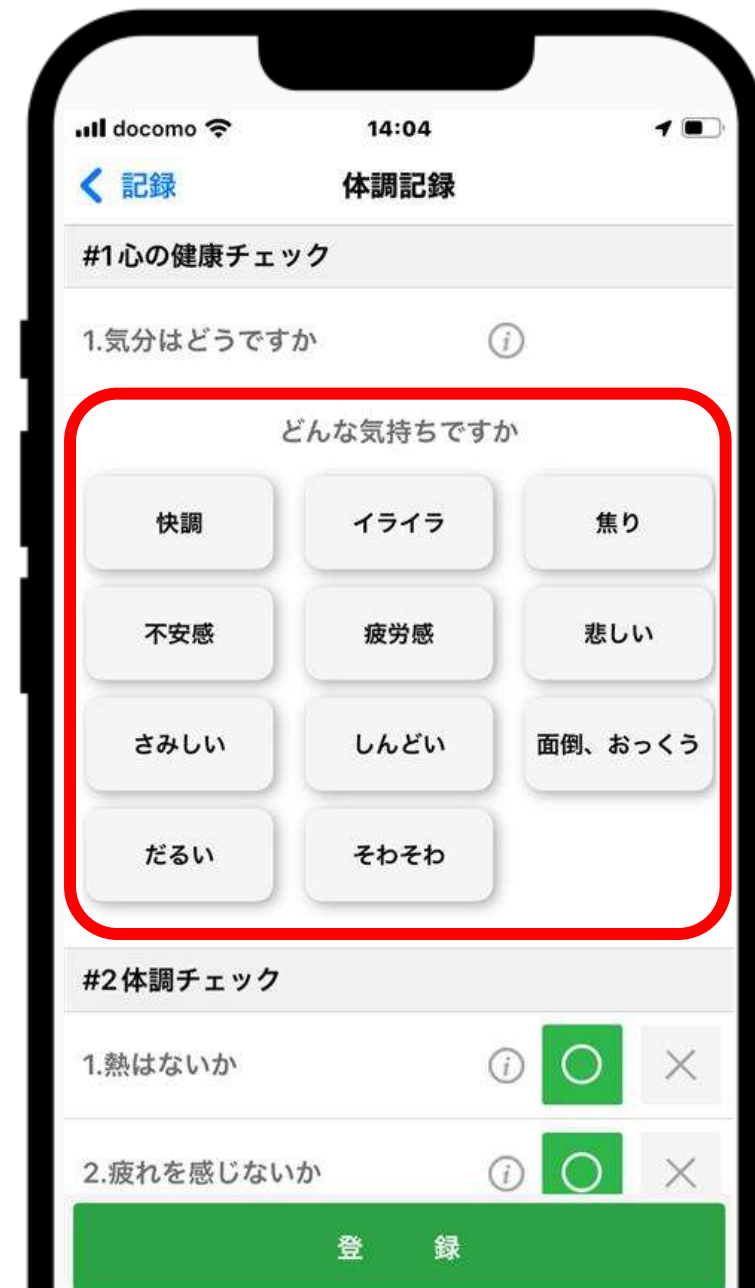 docomo 14:04
記録 体調記録
#1心の健康チェック
1.気分はどうですか i
どんな気持ちですか
快調 イライラ 焦り
不安感 疲労感 悲しい
さみしい しんどい 面倒、おっくう
だるい そわそわ
#2体調チェック
1.熱はないか i
2.疲れを感じないか i
登 録